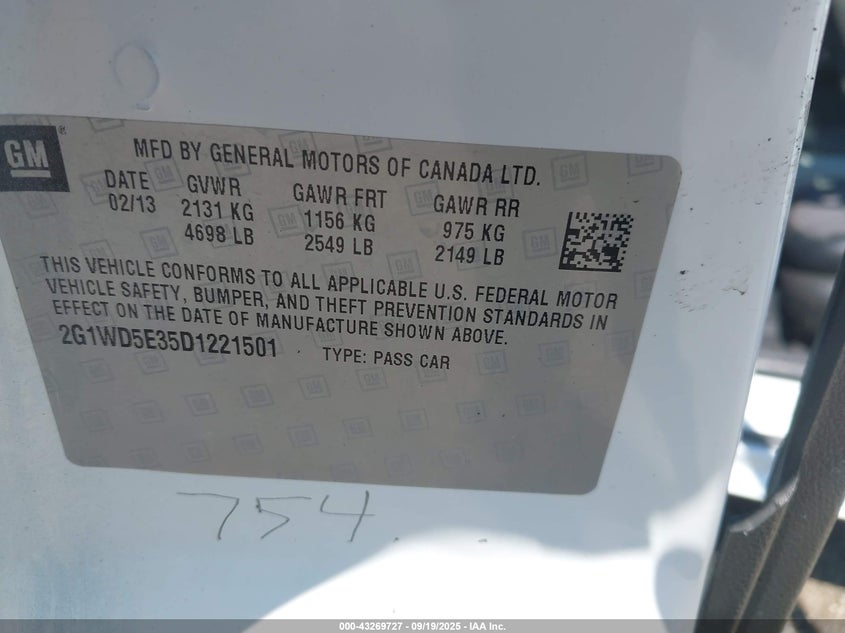 GM
MFD BY GENERAL MOTORS OF CANADA LTD.
DATE GVWR GAWR FRT GAWR RR
02/13 2131 KG 1156 KG 975 KG
4698 LB 2549 LB 2149 LB
THIS VEHICLE CONFORMS TO ALL APPLICABLE U.S. FEDERAL MOTOR
VEHICLE SAFETY, BUMPER, AND THEFT PREVENTION STANDARDS IN
EFFECT ON THE DATE OF MANUFACTURE SHOWN ABOVE.
2G1WD5E35D1221501 TYPE: PASS CAR
754
000-43269727 - 09/19/2025 - IAA Inc.